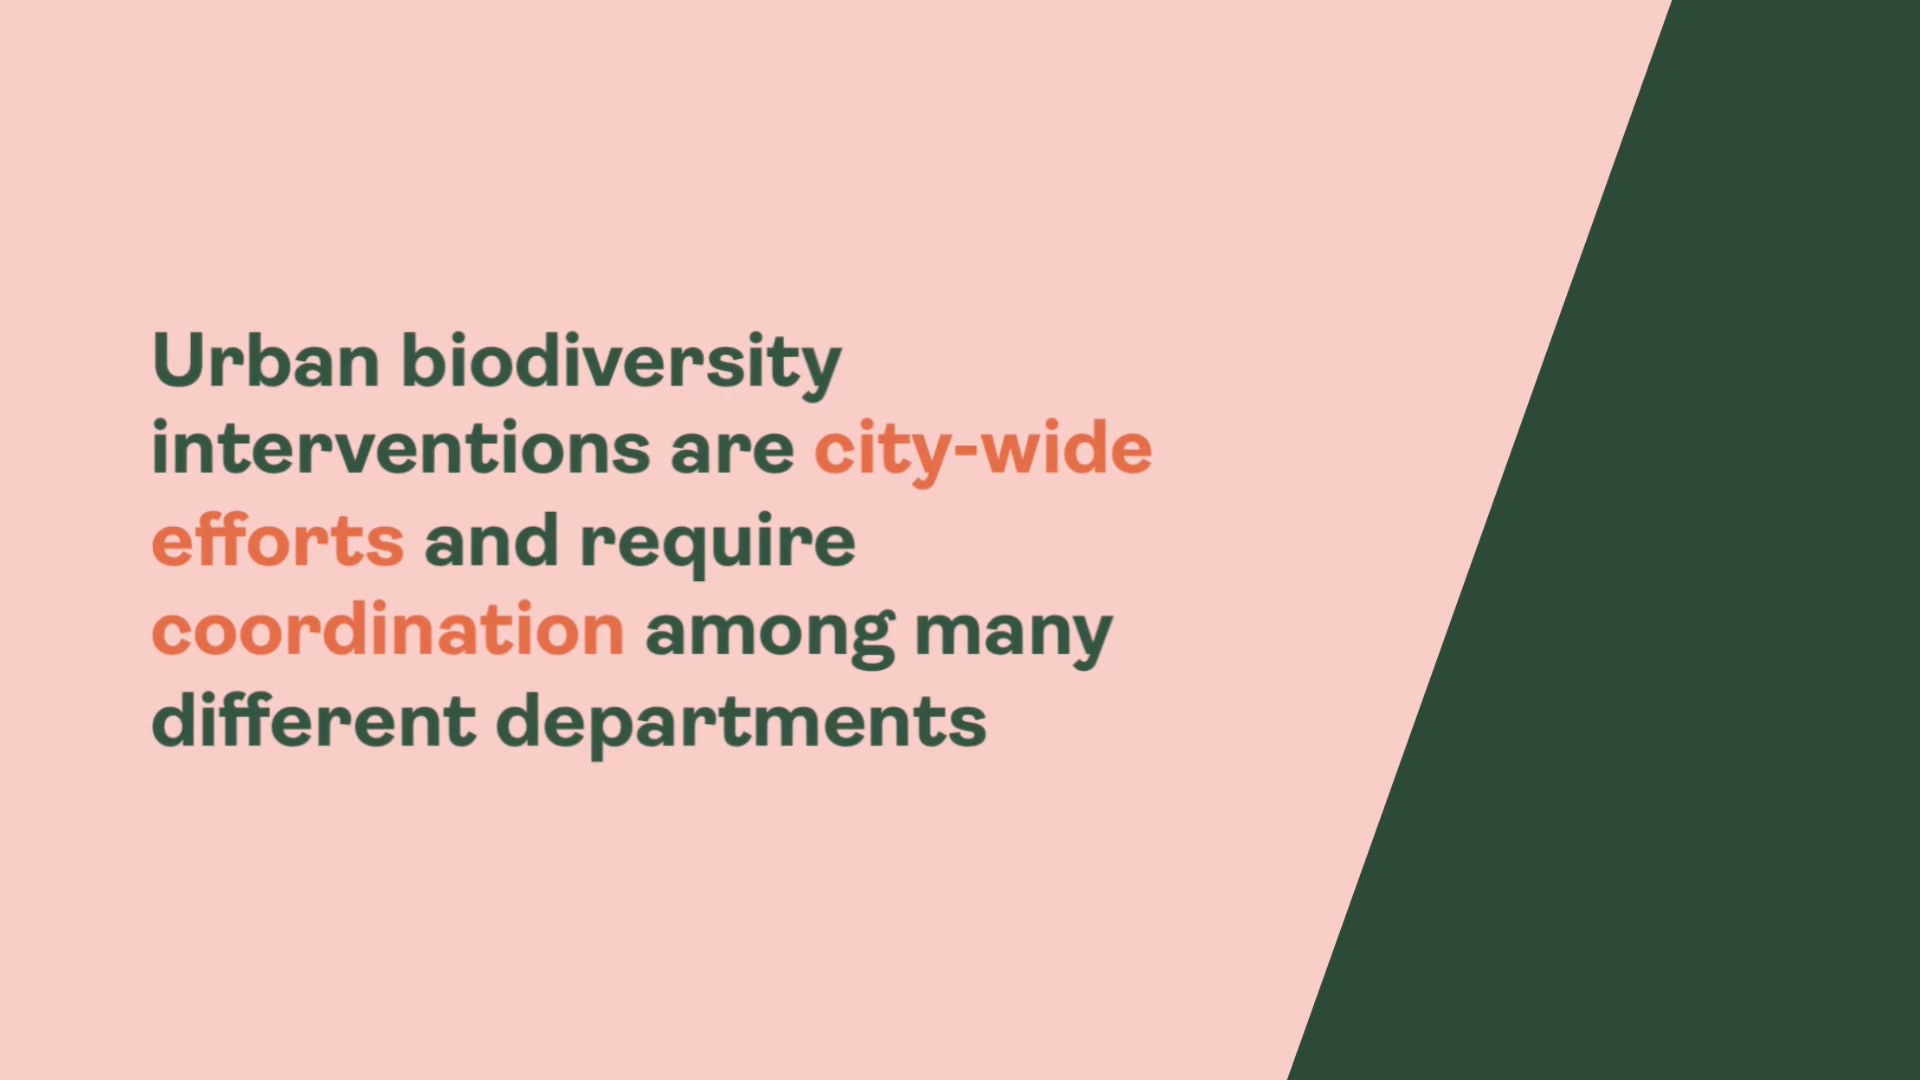 Urban biodiversity
interventions are city-wide
efforts and require
coordination among many
different departments